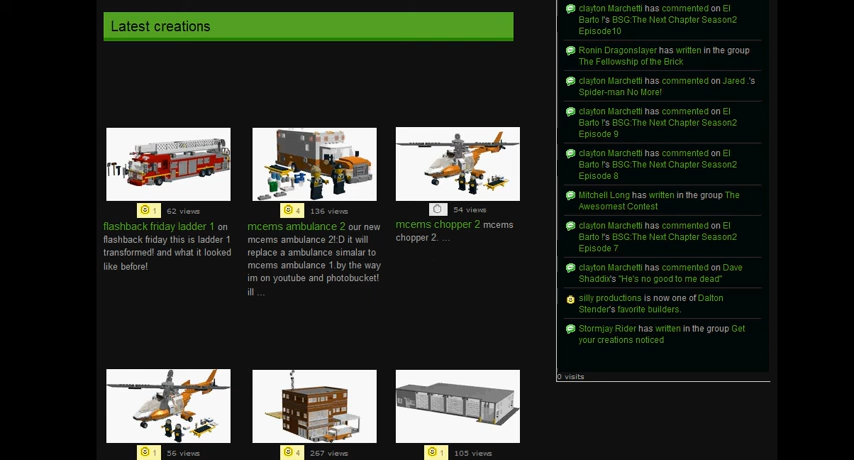 Latest creations
1 62 views
flashback friday ladder 1 on
flashback friday this is ladder 1
transformed! and what it looked
like before!
4 136 views
mcems ambulance 2 our new
mcems ambulance 2!:D it will
replace a ambulance simalar to
mcems ambulance 1.by the way
im on youtube and photobucket!
ill ...
54 views
mcems chopper 2 mcems
chopper 2. ...
1 56 views
4 267 views
1 105 views
clayton Marchetti has commented on El
Barto !'s BSG:The Next Chapter Season2
Episode10
Ronin Dragonslayer has written in the group
The Fellowship of the Brick
clayton Marchetti has commented on Jared .'s
Spider-man No More!
clayton Marchetti has commented on El
Barto !'s BSG:The Next Chapter Season2
Episode 9
clayton Marchetti has commented on El
Barto !'s BSG:The Next Chapter Season2
Episode 8
Mitchell Long has written in the group The
Awesomest Contest
clayton Marchetti has commented on El
Barto !'s BSG:The Next Chapter Season2
Episode 7
clayton Marchetti has commented on Dave
Shaddix's "He's no good to me dead"
silly productions is now one of Dalton
Stender's favorite builders.
Stormjay Rider has written in the group Get
your creations noticed
0 visits